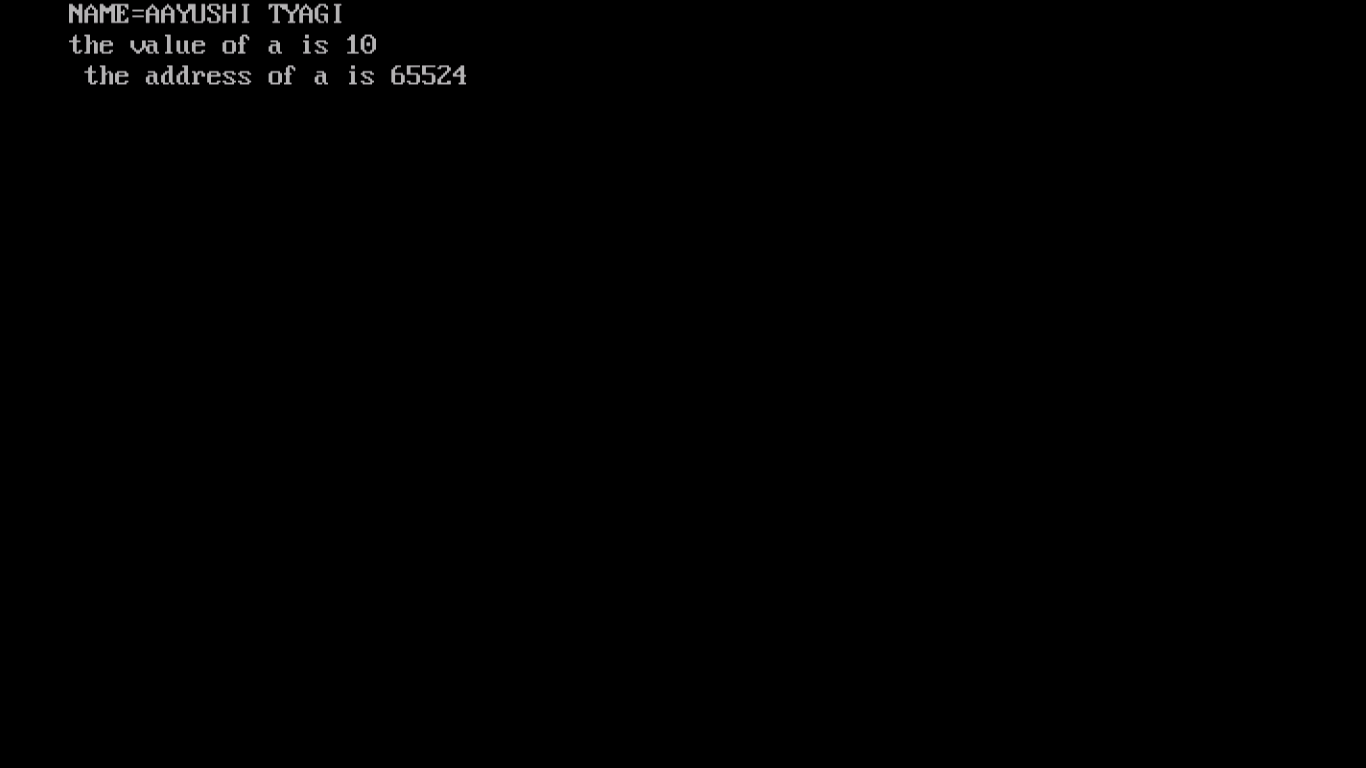 NAME=AAYUSHI TYAGI
the value of a is 10
the address of a is 65524